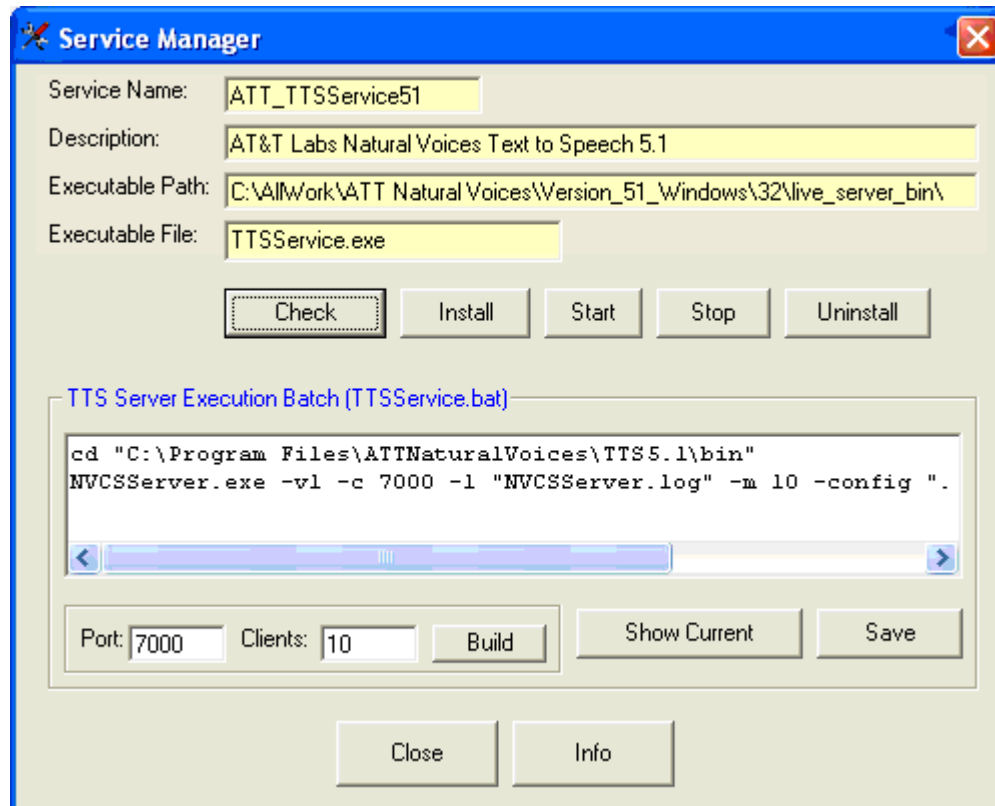 Service Manager
Service Name: ATT_TTSService51
Description: AT&T Labs Natural Voices Text to Speech 5.1
Executable Path: C:\AllWork\ATT Natural Voices\Version_51_Windows\32\live_server_bin\
Executable File: TTSService.exe
Check Install Start Stop Uninstall
TTS Server Execution Batch (TTSService.bat)
cd "C:\Program Files\ATTNaturalVoices\TTS5.1\bin"
NVCSServer.exe -v1 -c 7000 -l "NVCSServer.log" -m 10 -config ".
Port: 7000 Clients: 10 Build Show Current Save
Close Info